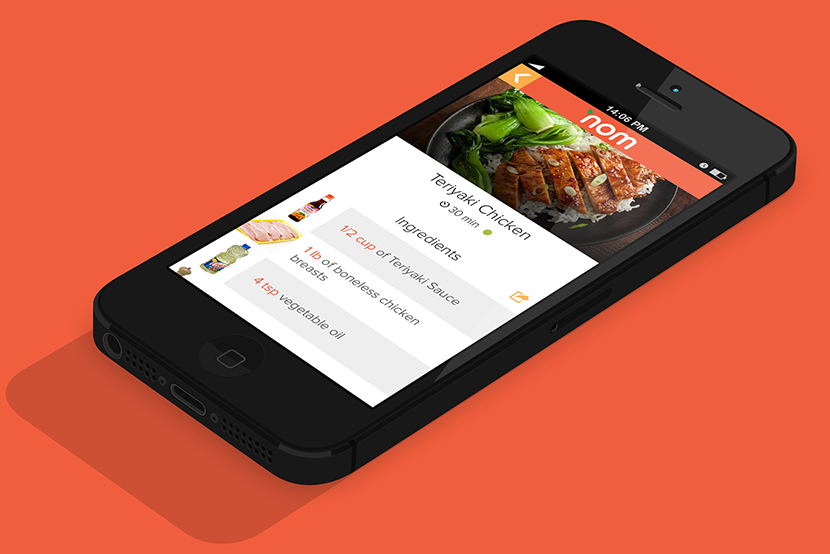 14:06 PM
nom
Teriyaki Chicken
30 min
Ingredients
1/2 cup of Teriyaki Sauce
1 lb of boneless chicken
breasts
4 tsp vegetable oil